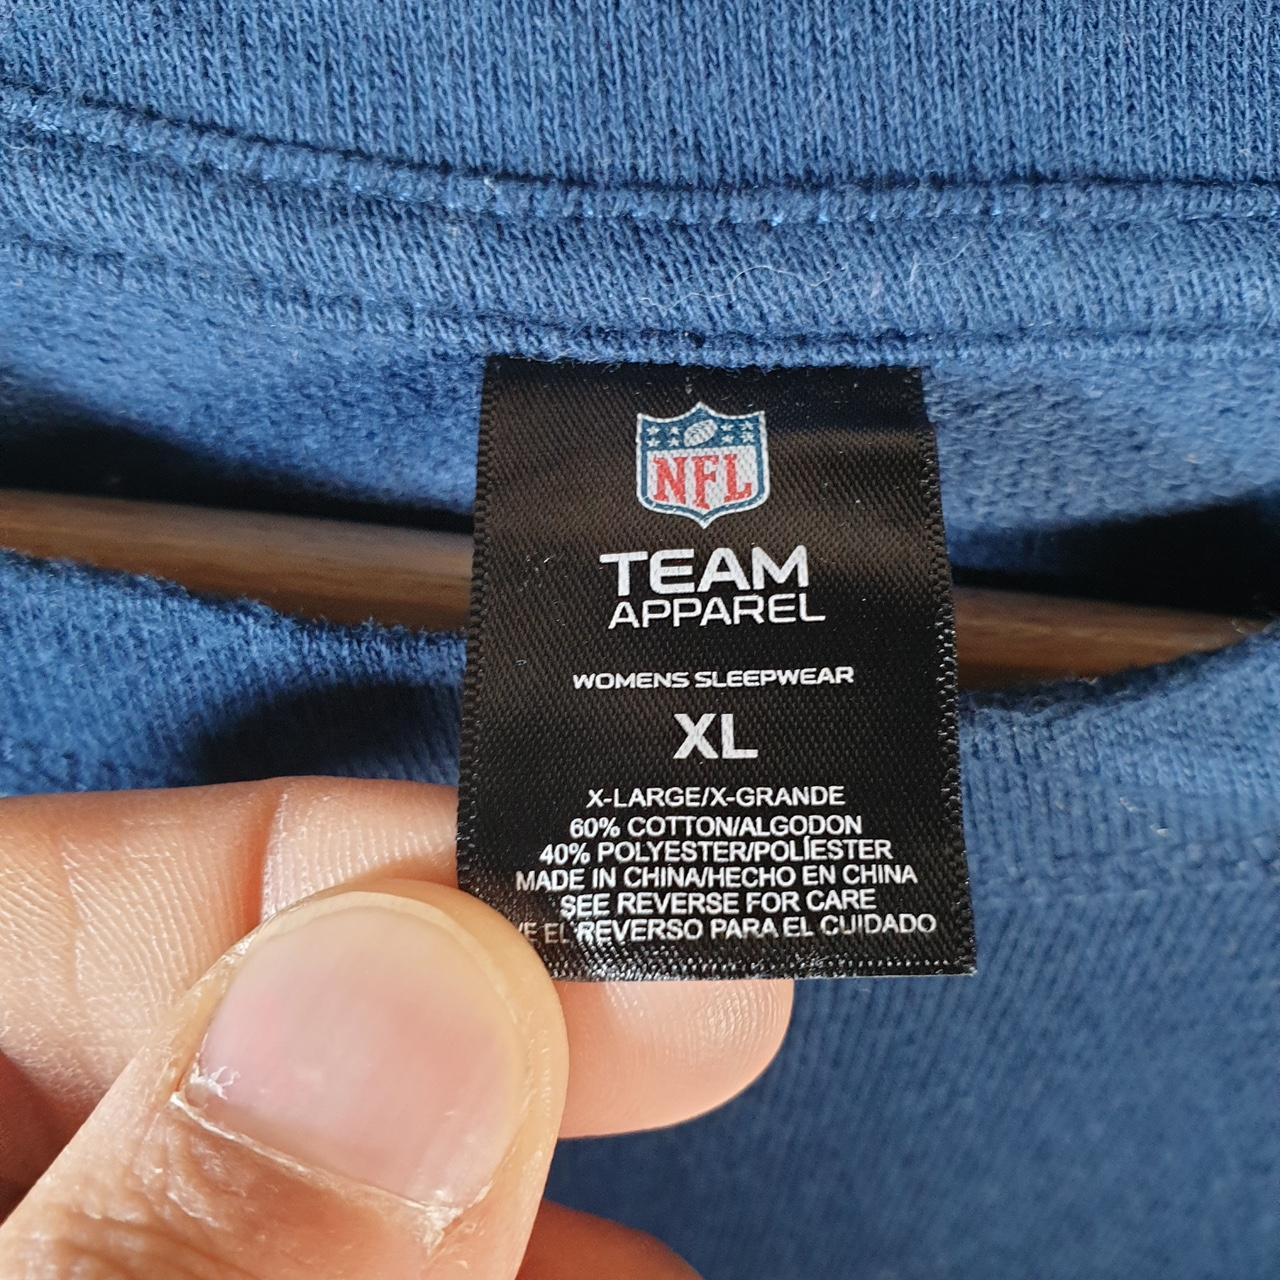 NFL
TEAM
APPAREL
WOMENS SLEEPWEAR
XL
X-LARGE/X-GRANDE
60% COTTON/ALGODON
40% POLYESTER/POLÍESTER
MADE IN CHINA/HECHO EN CHINA
SEE REVERSE FOR CARE
EL REVERSO PARA EL CUIDADO